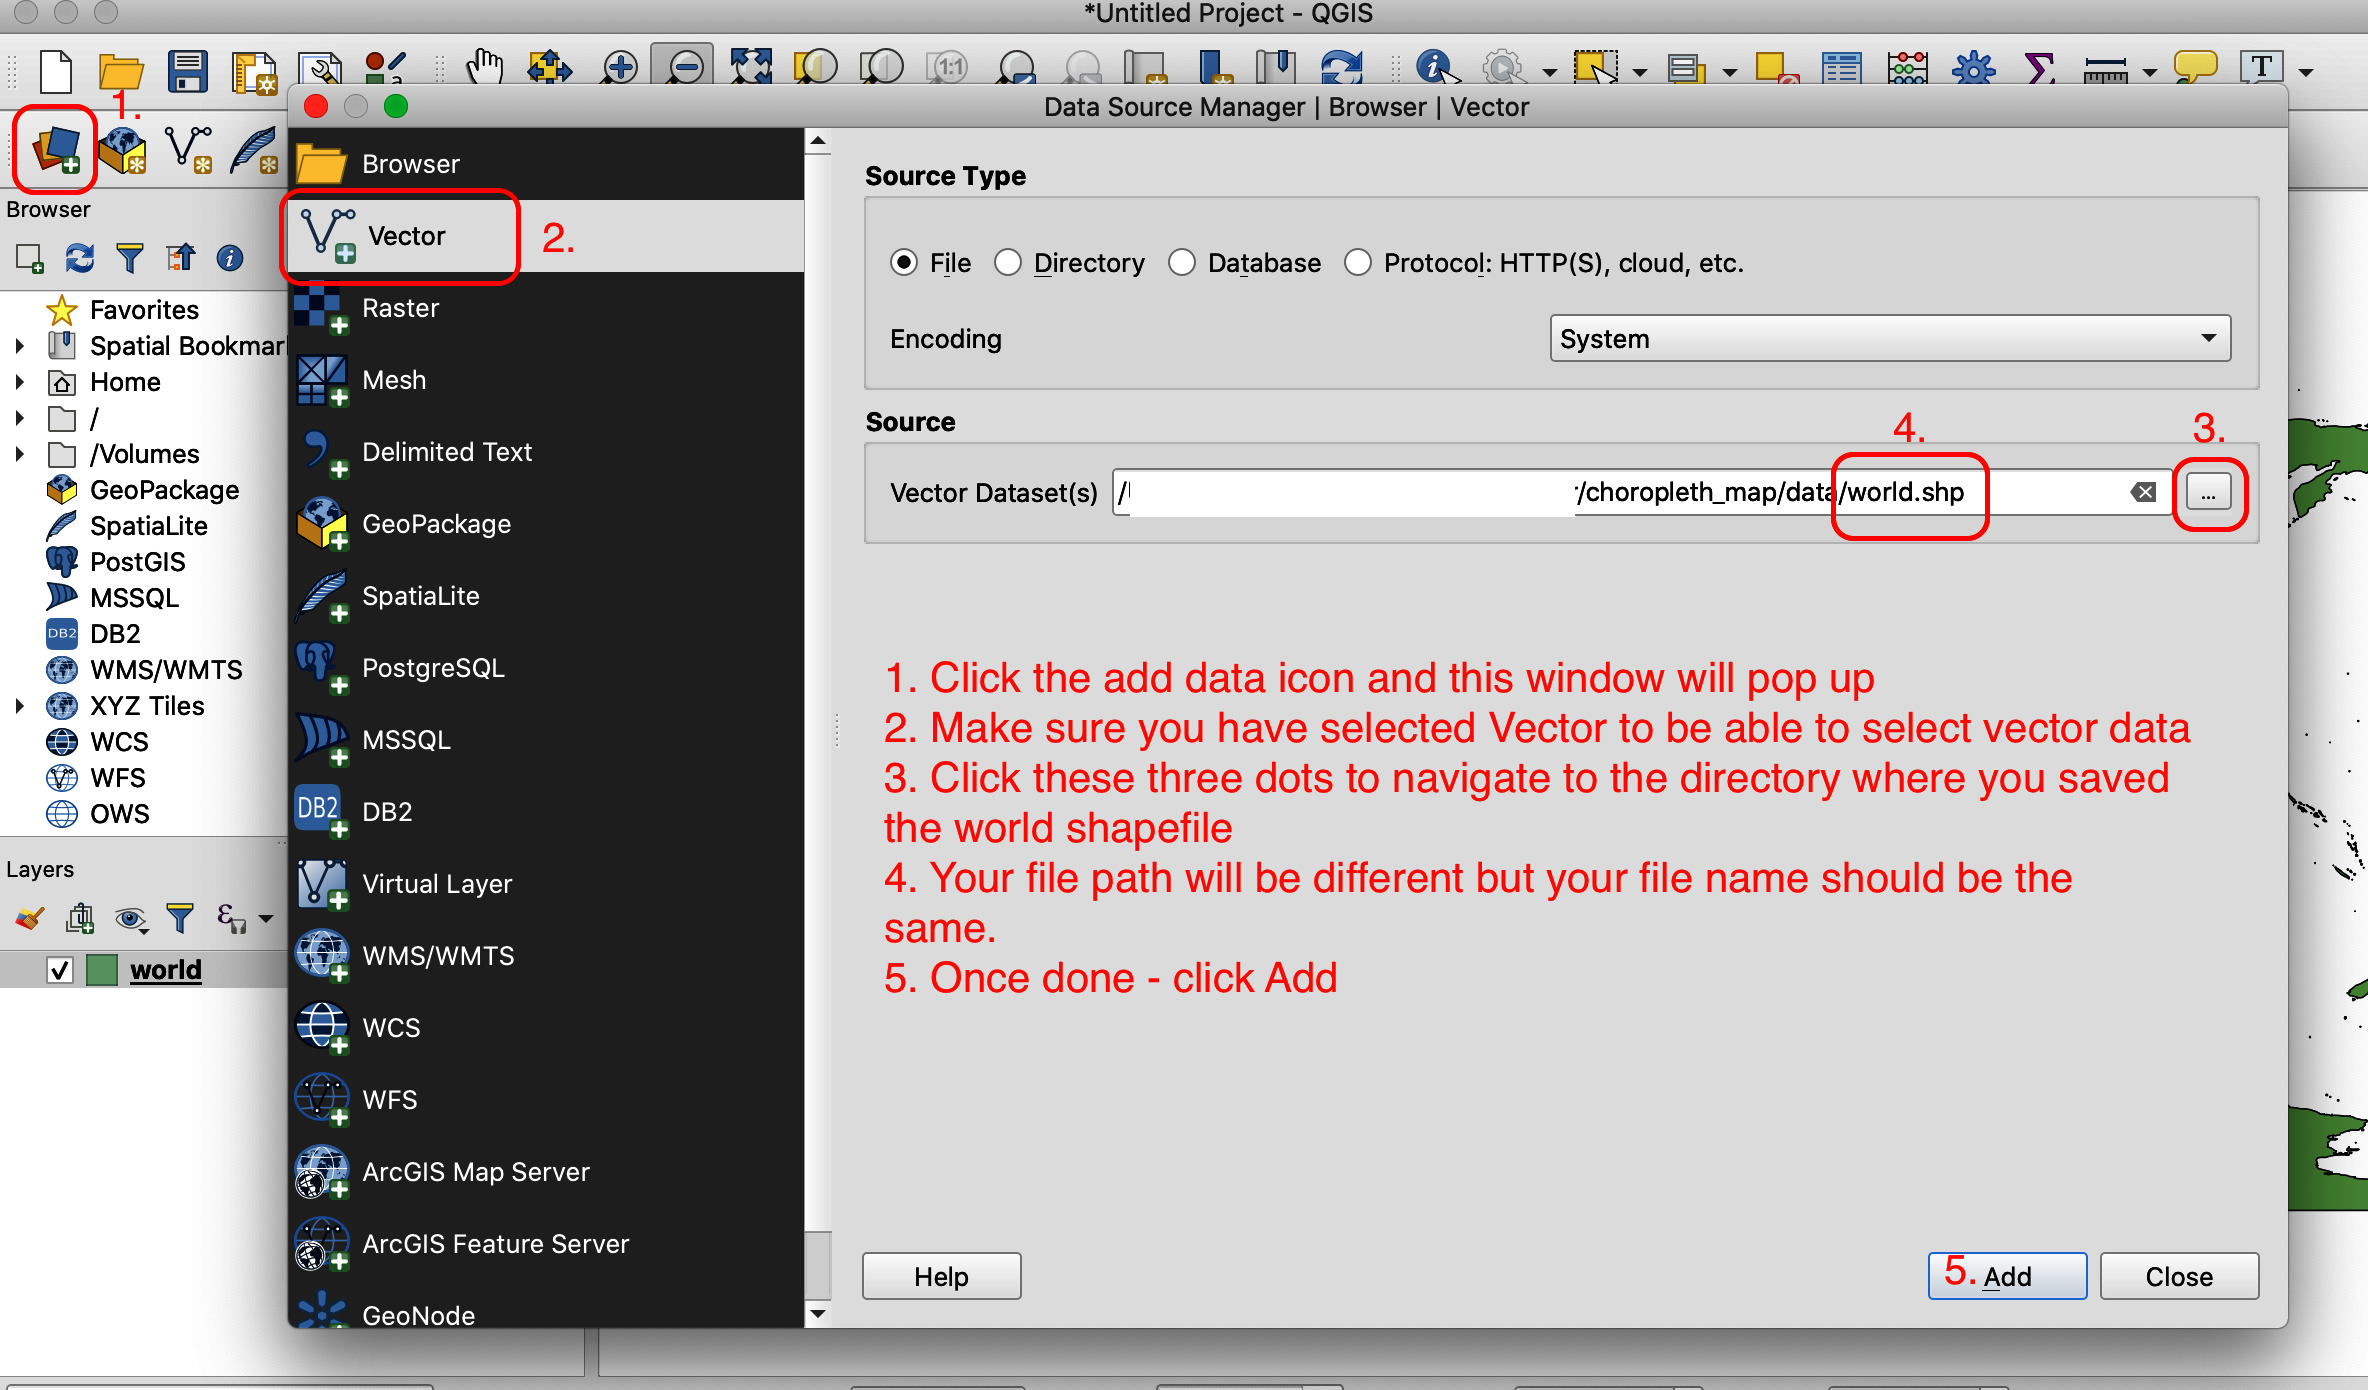 *Untitled Project - QGIS
1:1
T
a
1.
Data Source Manager | Browser | Vector
Browser
Favorites
Spatial Bookmar
Home
/
/Volumes
GeoPackage
SpatiaLite
PostGIS
MSSQL
DB2 DB2
WMS/WMTS
XYZ Tiles
WCS
WFS
OWS
Layers
world
Browser
Vector
2.
Raster
Mesh
Delimited Text
GeoPackage
SpatiaLite
PostgreSQL
MSSQL
DB2 DB2
Virtual Layer
WMS/WMTS
WCS
WFS
ArcGIS Map Server
ArcGIS Feature Server
GeoNode
Source Type
File Directory Database Protocol: HTTP(S), cloud, etc.
Encoding System
Source
4. 3.
Vector Dataset(s) / /choropleth_map/data/world.shp ...
1. Click the add data icon and this window will pop up
2. Make sure you have selected Vector to be able to select vector data
3. Click these three dots to navigate to the directory where you saved
the world shapefile
4. Your file path will be different but your file name should be the
same.
5. Once done - click Add
Help 5. Add Close